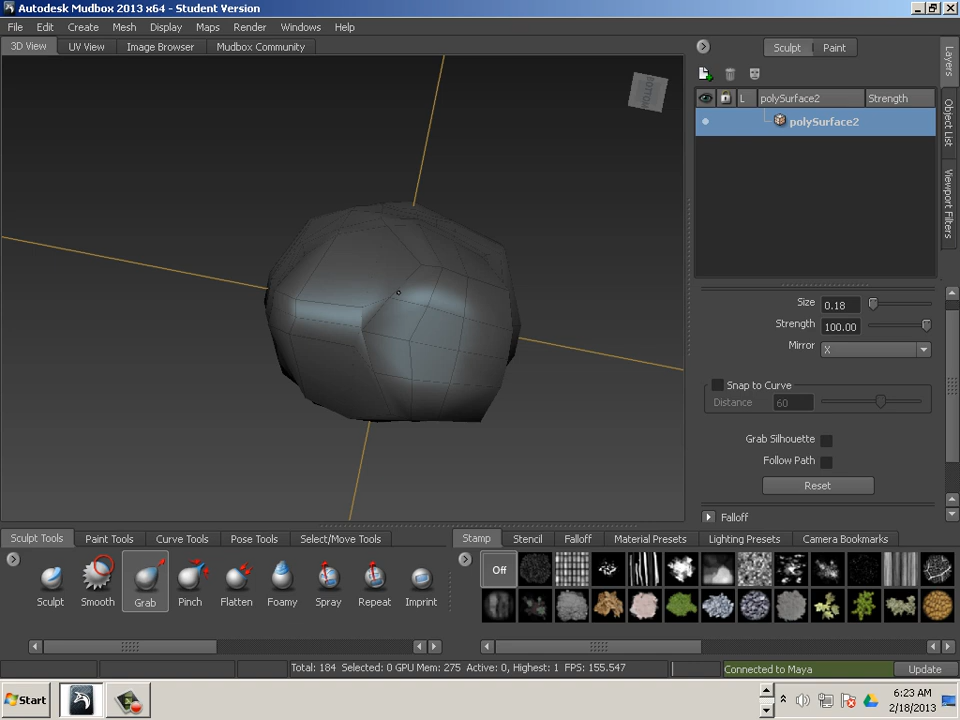 Autodesk Mudbox 2013 x64 - Student Version
File Edit Create Mesh Display Maps Render Windows Help
3D View UV View Image Browser Mudbox Community
BOTTOM
Sculpt Paint
L polySurface2 Strength
polySurface2
Layers
Object List
Viewport Filters
Size 0.18
Strength 100.00
Mirror X
Snap to Curve
Distance 60
Grab Silhouette
Follow Path
Reset
Falloff
Sculpt Tools Paint Tools Curve Tools Pose Tools Select/Move Tools
Stamp Stencil Falloff Material Presets Lighting Presets Camera Bookmarks
Off
Sculpt Smooth Grab Pinch Flatten Foamy Spray Repeat Imprint
Total: 184 Selected: 0 GPU Mem: 275 Active: 0, Highest: 1 FPS: 155.547
Connected to Maya Update
Start
6:23 AM
2/18/2013